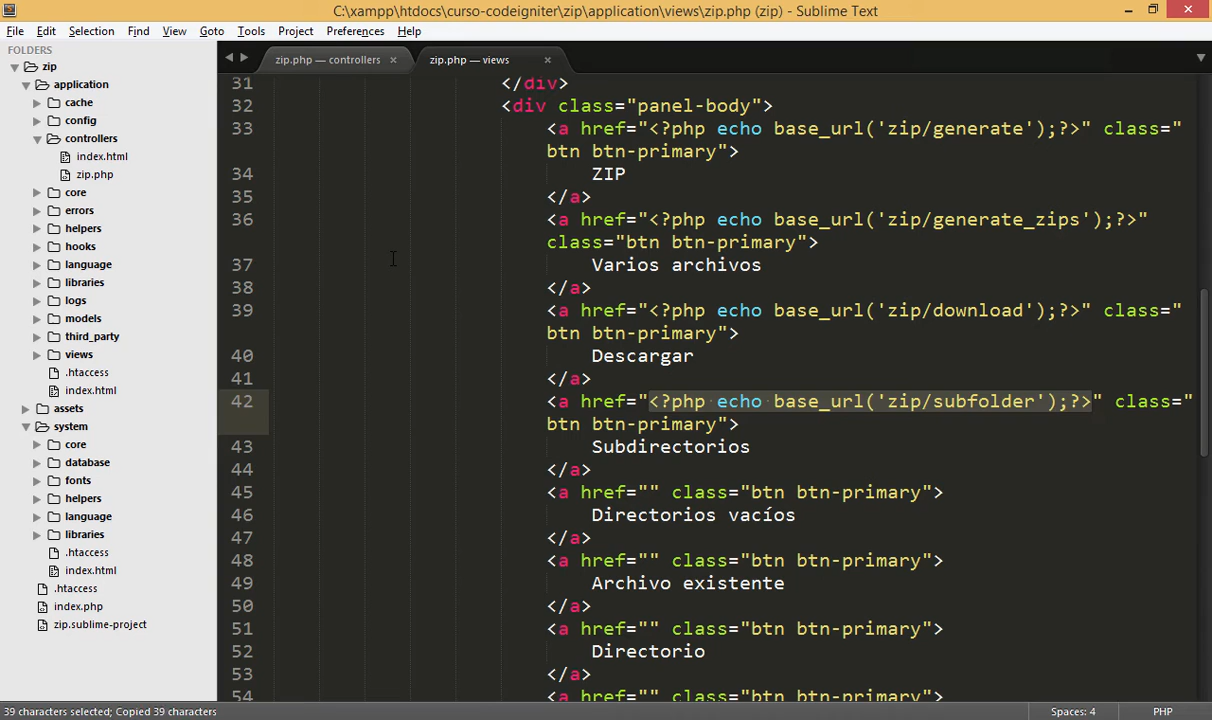 C:\xampp\htdocs\curso-codeigniter\zip\application\views\zip.php (zip) - Sublime Text
File Edit Selection Find View Goto Tools Project Preferences Help
FOLDERS
zip
application
cache
config
controllers
index.html
zip.php
core
errors
helpers
hooks
language
libraries
logs
models
third_party
views
.htaccess
index.html
assets
system
core
database
fonts
helpers
language
libraries
.htaccess
index.html
.htaccess
index.php
zip.sublime-project
zip.php — controllers × zip.php — views ×
31 </div>
32 <div class="panel-body">
33 <a href="<?php echo base_url('zip/generate');?>" class="
btn btn-primary">
34 ZIP
35 </a>
36 <a href="<?php echo base_url('zip/generate_zips');?>"
class="btn btn-primary">
37 Varios archivos
38 </a>
39 <a href="<?php echo base_url('zip/download');?>" class="
btn btn-primary">
40 Descargar
41 </a>
42 <a href="<?php echo base_url('zip/subfolder');?>" class="
btn btn-primary">
43 Subdirectorios
44 </a>
45 <a href="" class="btn btn-primary">
46 Directorios vacíos
47 </a>
48 <a href="" class="btn btn-primary">
49 Archivo existente
50 </a>
51 <a href="" class="btn btn-primary">
52 Directorio
53 </a>
54 <a href="" class="btn btn-primary">
39 characters selected; Copied 39 characters Spaces: 4 PHP